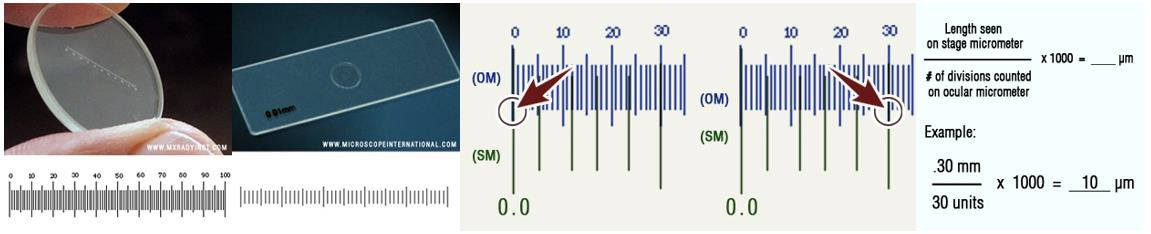 WWW.MXRADYINST.COM
0 10 20 30 40 50 60 70 80 90 100
0.01mm
WWW.MICROSCOPEINTERNATIONAL.COM
0 10 20 30
(OM)
(SM)
0.0
0 10 20 30
(OM)
(SM)
0.0
Length seen
on stage micrometer
# of divisions counted
on ocular micrometer
x 1000 = ____ µm
Example:
.30 mm
30 units
x 1000 = 10 µm